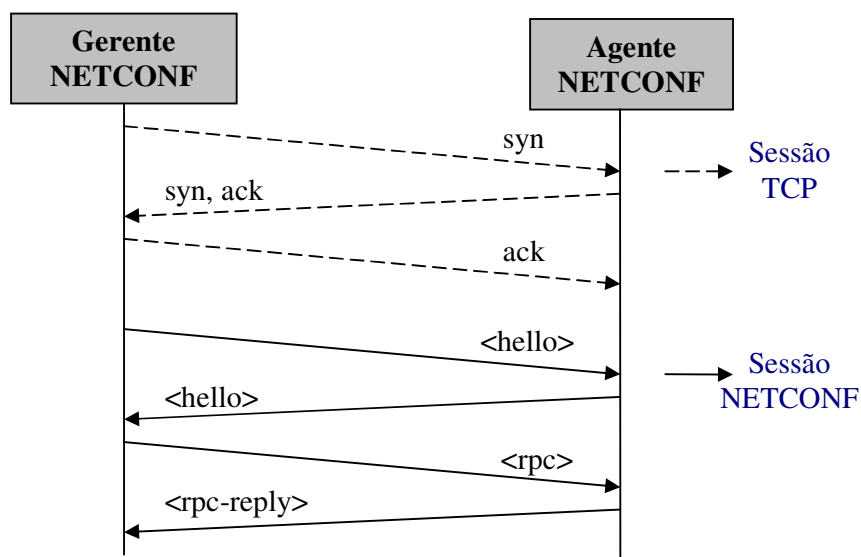 Gerente
NETCONF
Agente
NETCONF
syn
Sessão
TCP
syn, ack
ack
<hello>
Sessão
NETCONF
<hello>
<rpc>
<rpc-reply>